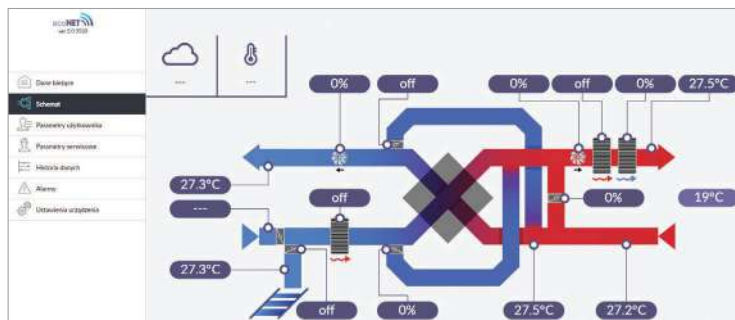 ecoNET
Dane bieżące
Schemat
Parametry użytkownika
Parametry serwisowe
Historia danych
Alarmy
Ustawienia urządzenia
---
---
0%
off
0%
off
0%
27.5°C
27.3°C
---
off
0%
19°C
27.3°C
off
0%
27.5°C
27.2°C